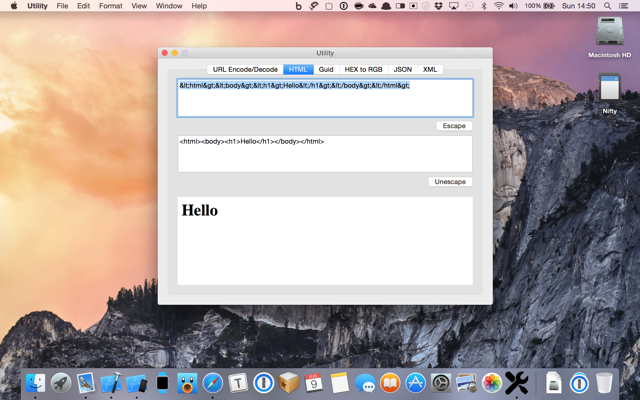 Utility File Edit Format View Window Help 100% Sun 14:50
Macintosh HD
Nifty
Utility
URL Encode/Decode HTML Guid HEX to RGB JSON XML
&lt;html&gt;&lt;body&gt;&lt;h1&gt;Hello&lt;/h1&gt;&lt;/body&gt;&lt;/html&gt;
Escape
<html><body><h1>Hello</h1></body></html>
Unescape
Hello
9